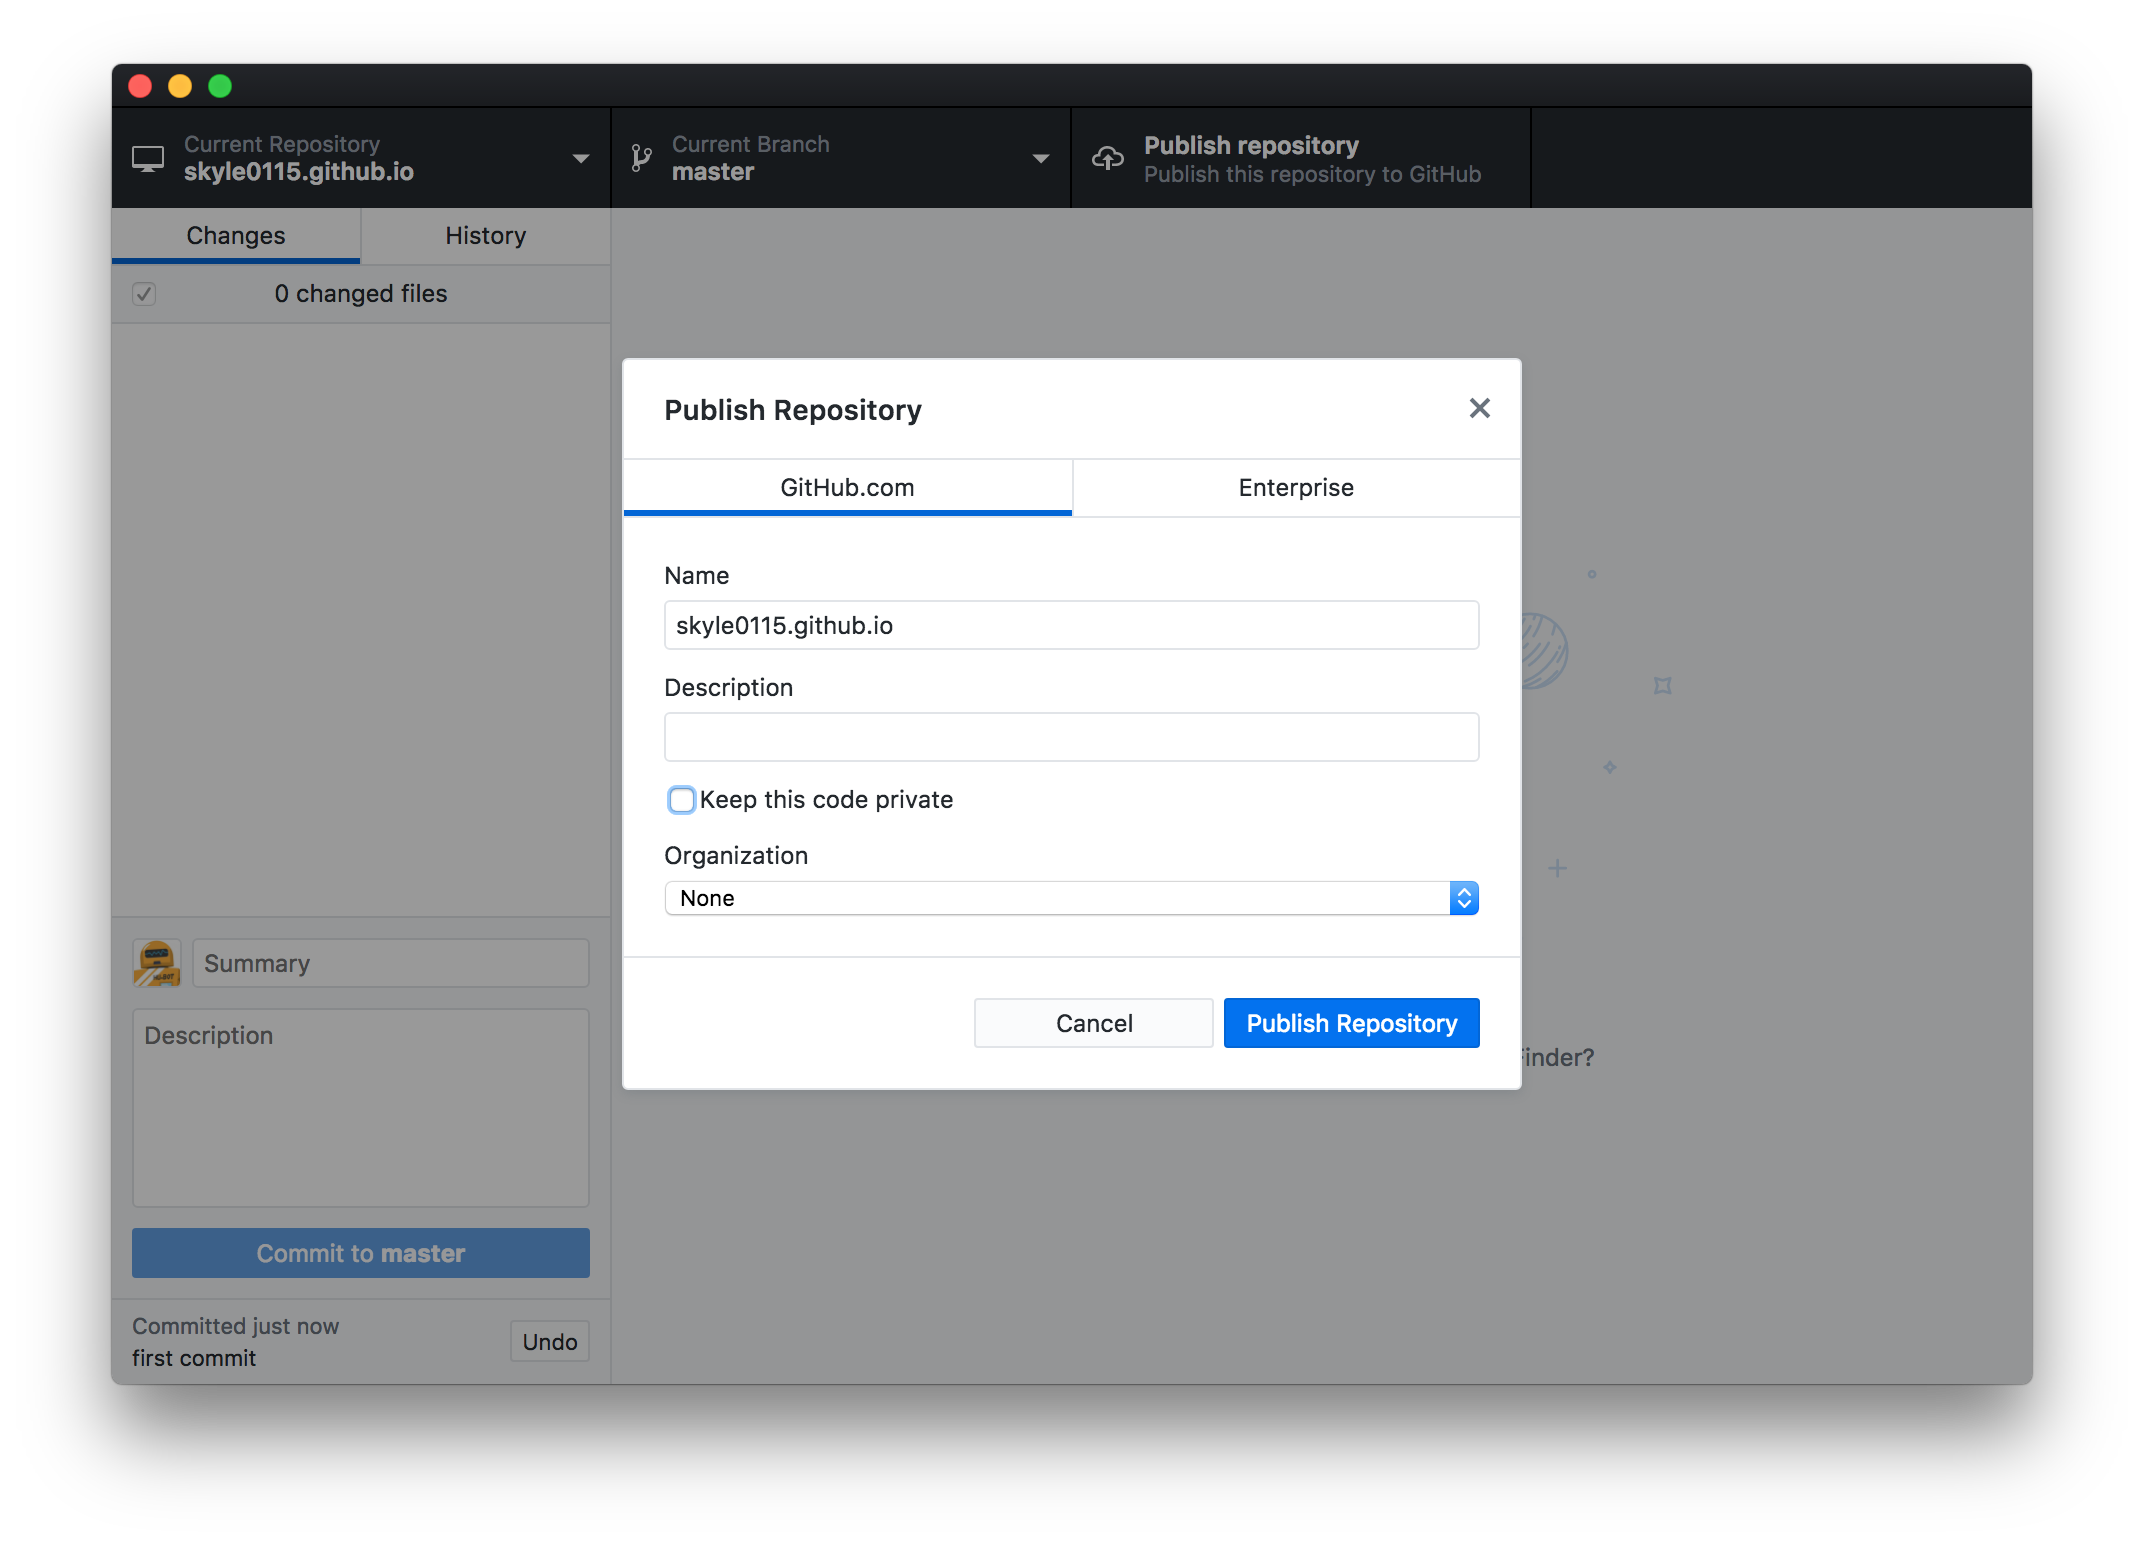 Current Repository
skyle0115.github.io
Current Branch
master
Publish repository
Publish this repository to GitHub
Changes
History
0 changed files
Publish Repository
GitHub.com
Enterprise
Name
skyle0115.github.io
Description
Keep this code private
Organization
None
Cancel
Publish Repository
Finder?
Summary
Description
Commit to master
Committed just now
first commit
Undo